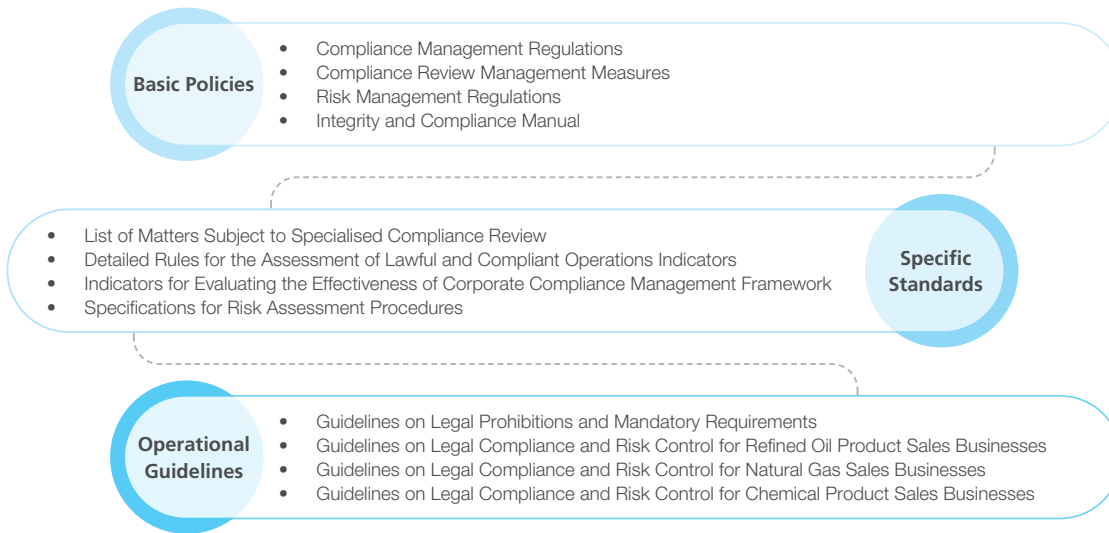 Basic Policies
• Compliance Management Regulations
• Compliance Review Management Measures
• Risk Management Regulations
• Integrity and Compliance Manual
• List of Matters Subject to Specialised Compliance Review
• Detailed Rules for the Assessment of Lawful and Compliant Operations Indicators
• Indicators for Evaluating the Effectiveness of Corporate Compliance Management Framework
• Specifications for Risk Assessment Procedures
Specific
Standards
Operational
Guidelines
• Guidelines on Legal Prohibitions and Mandatory Requirements
• Guidelines on Legal Compliance and Risk Control for Refined Oil Product Sales Businesses
• Guidelines on Legal Compliance and Risk Control for Natural Gas Sales Businesses
• Guidelines on Legal Compliance and Risk Control for Chemical Product Sales Businesses